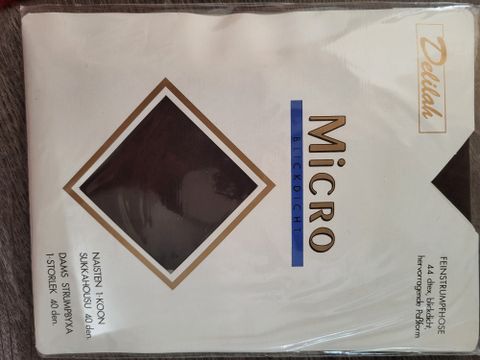 Delilah
MiCRO
BLICKDICHT
FEINSTRUMPFHOSE
44 dtex, blickdicht,
hervorragende Paßform
NAISTEN 1-KOON
SUKKAHOUSU 40 den.
DAMS STRUMPBYXA
1-STORLEK 40 den.